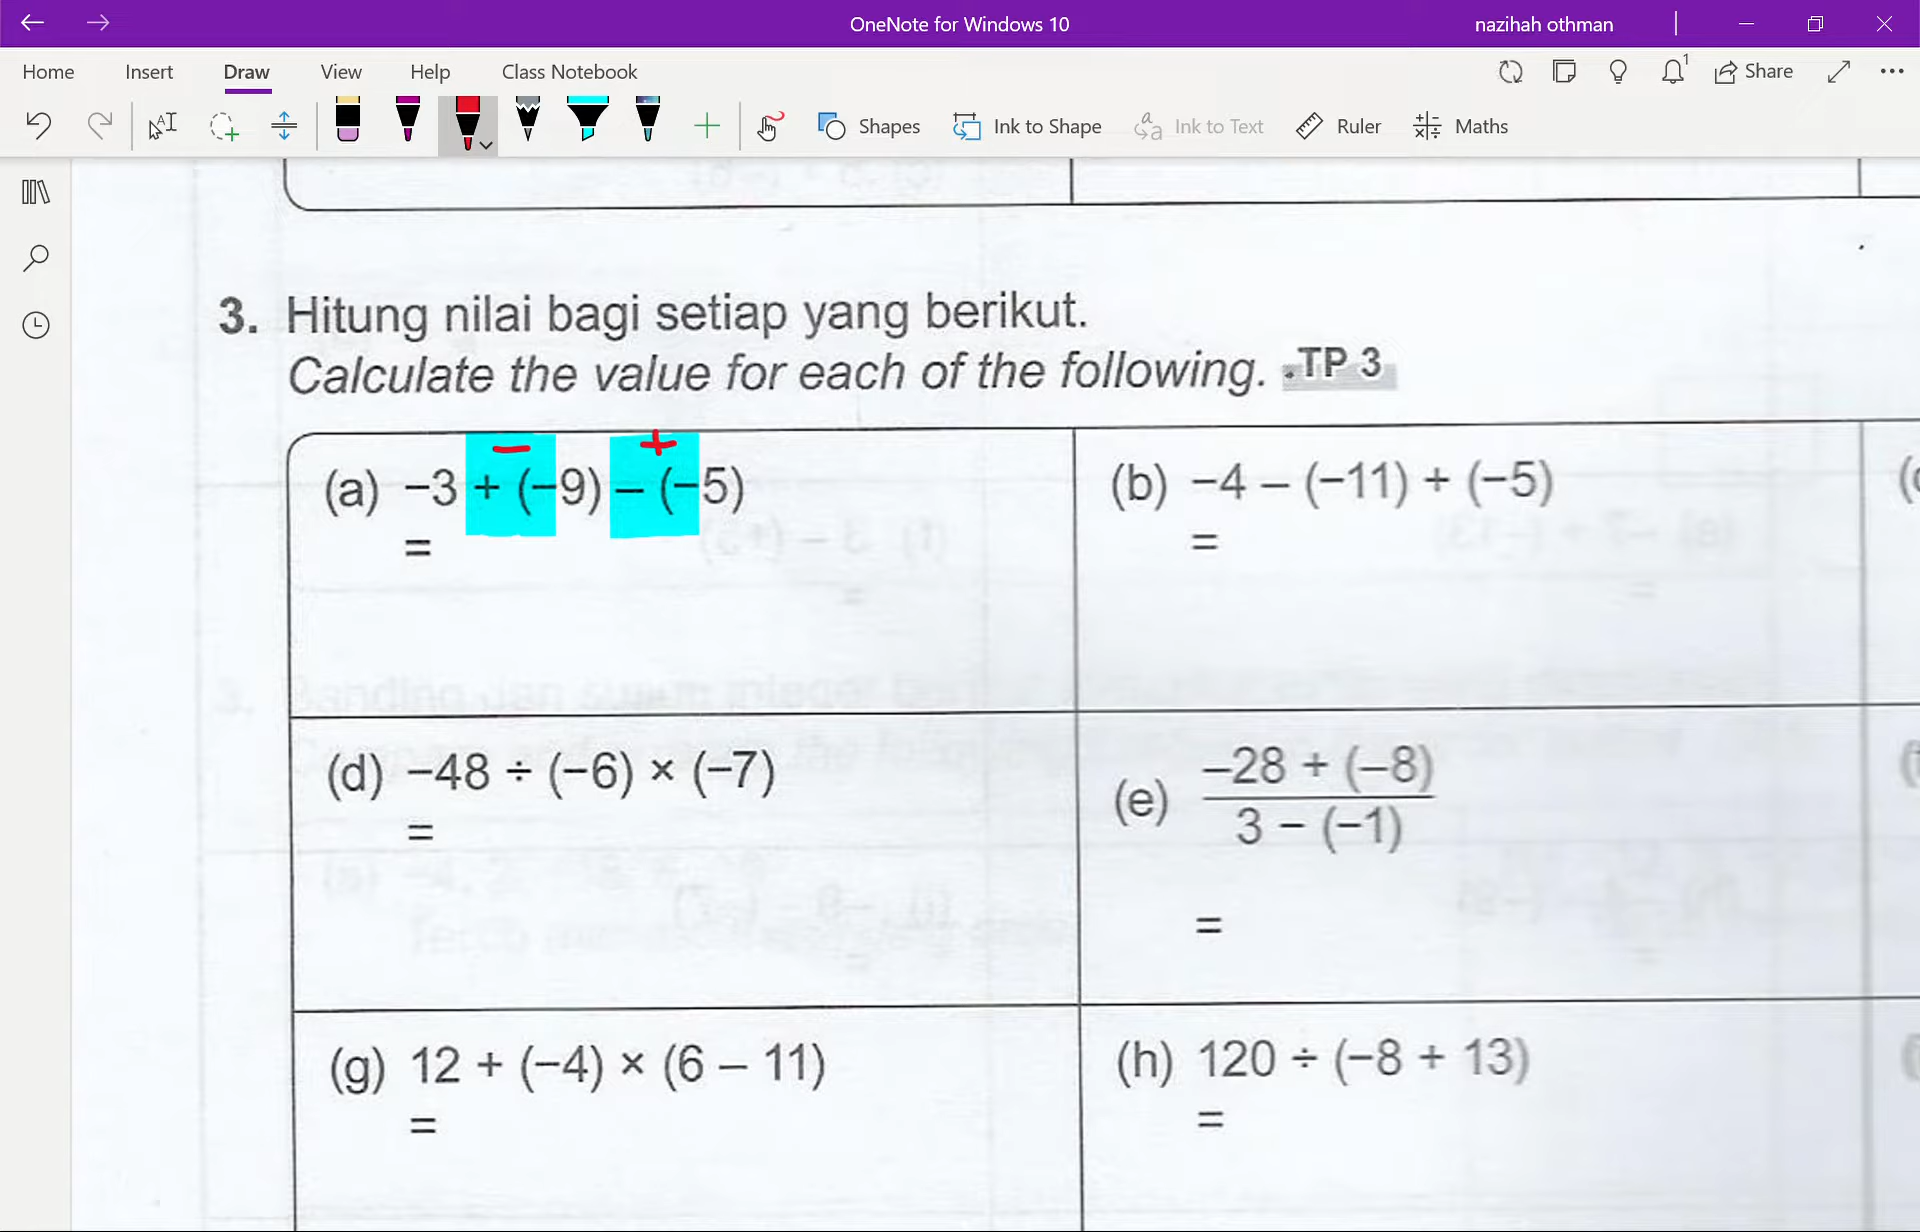 OneNote for Windows 10
nazihah othman
Home Insert Draw View Help Class Notebook
1
Share
Shapes Ink to Shape Ink to Text Ruler Maths
3. Hitung nilai bagi setiap yang berikut.
Calculate the value for each of the following. TP 3
− +
(a) −3 + (−9) – (−5)
=
(b) −4 – (−11) + (−5)
=
(d) −48 ÷ (−6) × (−7)
=
(e) −28 + (−8)
3 − (−1)
=
(g) 12 + (−4) × (6 – 11)
=
(h) 120 ÷ (−8 + 13)
=